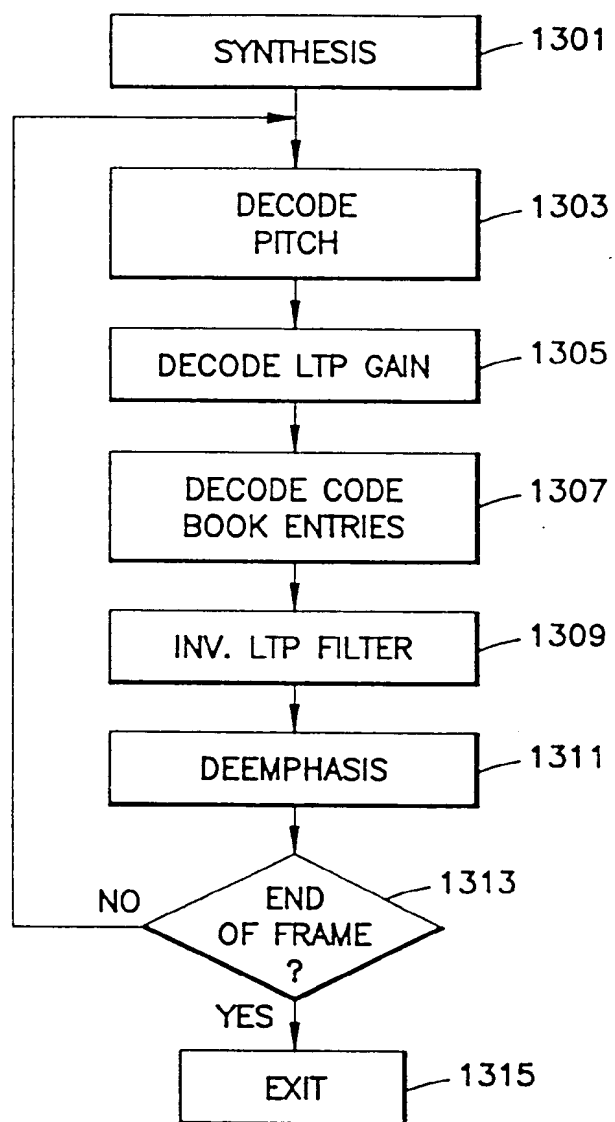 SYNTHESIS
1301
DECODE
PITCH
1303
DECODE LTP GAIN
1305
DECODE CODE
BOOK ENTRIES
1307
INV. LTP FILTER
1309
DEEMPHASIS
1311
END
OF FRAME
?
1313
NO
YES
EXIT
1315